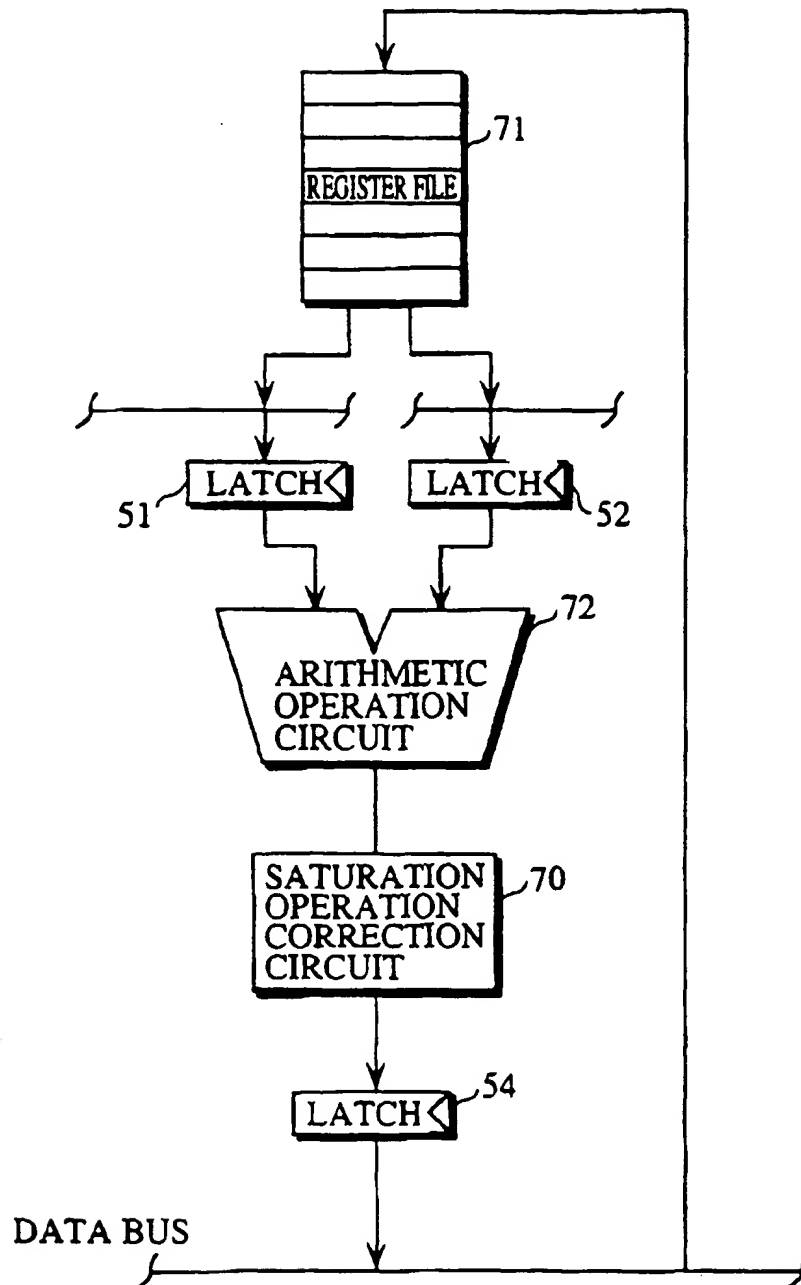 71
REGISTER FILE
LATCH
LATCH
51
52
72
ARITHMETIC
OPERATION
CIRCUIT
SATURATION
OPERATION
CORRECTION
CIRCUIT
70
LATCH
54
DATA BUS